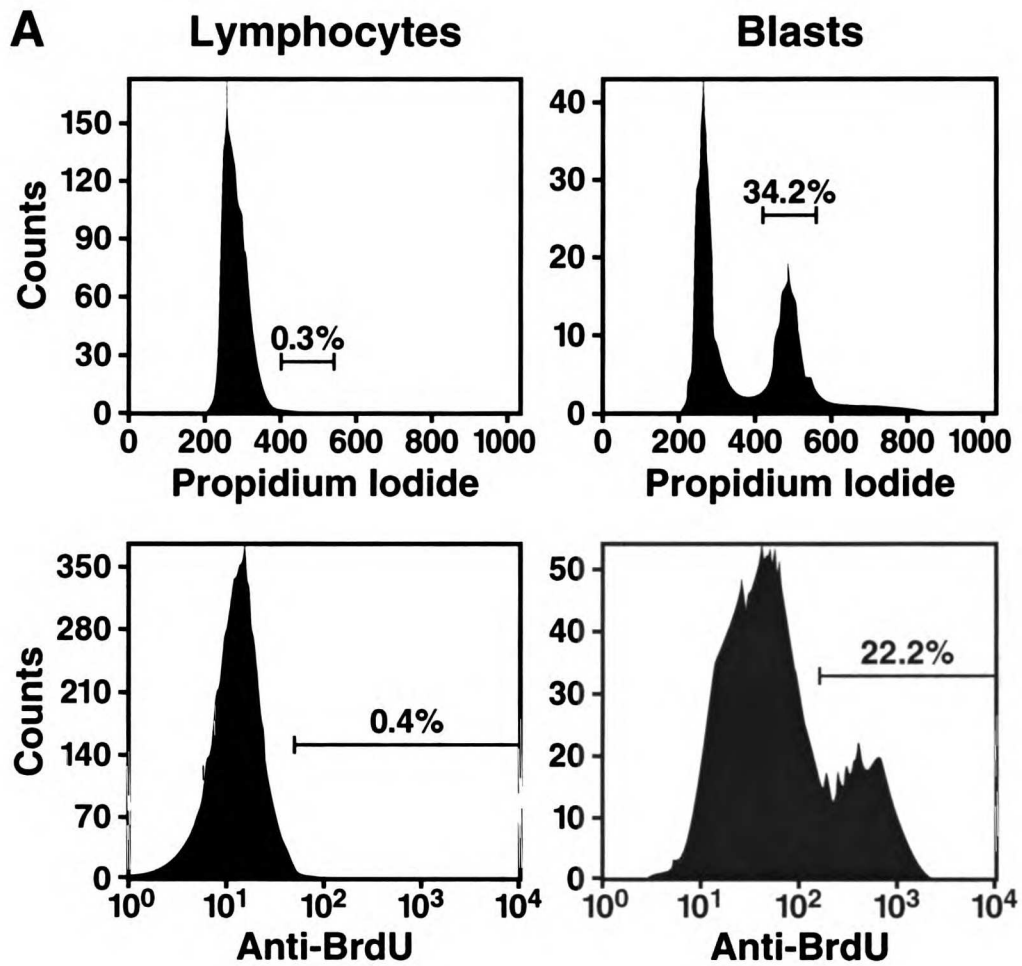 A
Lymphocytes
Blasts
Counts
150
120
90
60
30
0
0.3%
0 200 400 600 800 1000
Propidium Iodide
40
30
20
10
0
34.2%
0 200 400 600 800 1000
Propidium Iodide
Counts
350
280
210
140
70
0
0.4%
10⁰ 10¹ 10² 10³ 10⁴
Anti-BrdU
50
40
30
20
10
0
22.2%
10⁰ 10¹ 10² 10³ 10⁴
Anti-BrdU